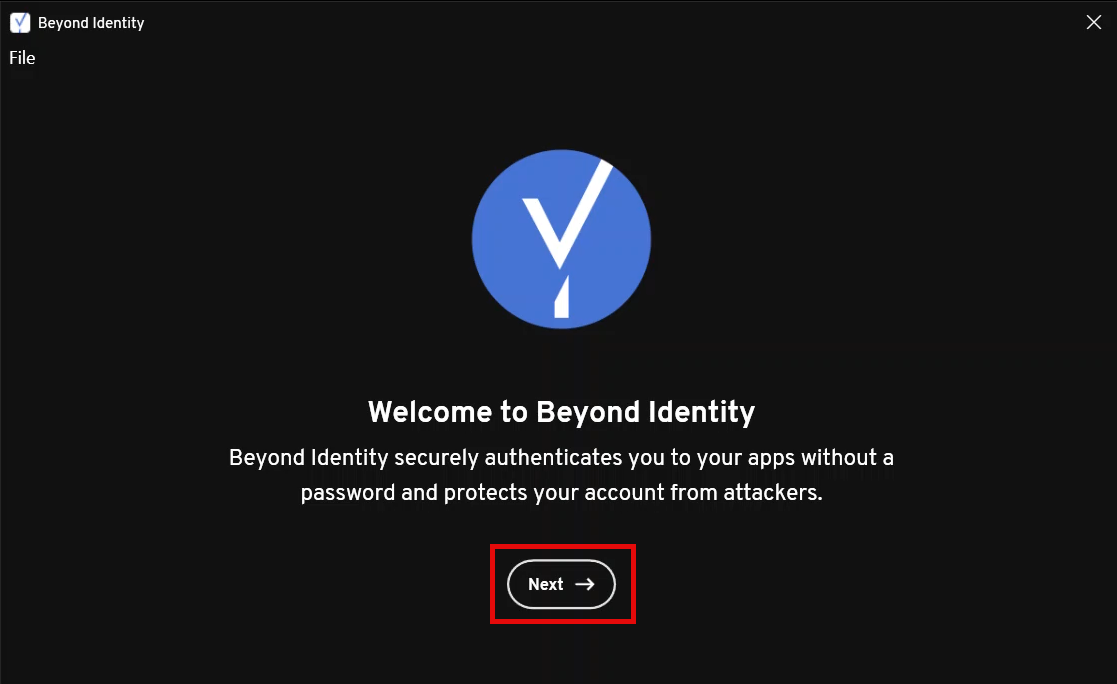 Beyond Identity
File
Welcome to Beyond Identity
Beyond Identity securely authenticates you to your apps without a
password and protects your account from attackers.
Next →